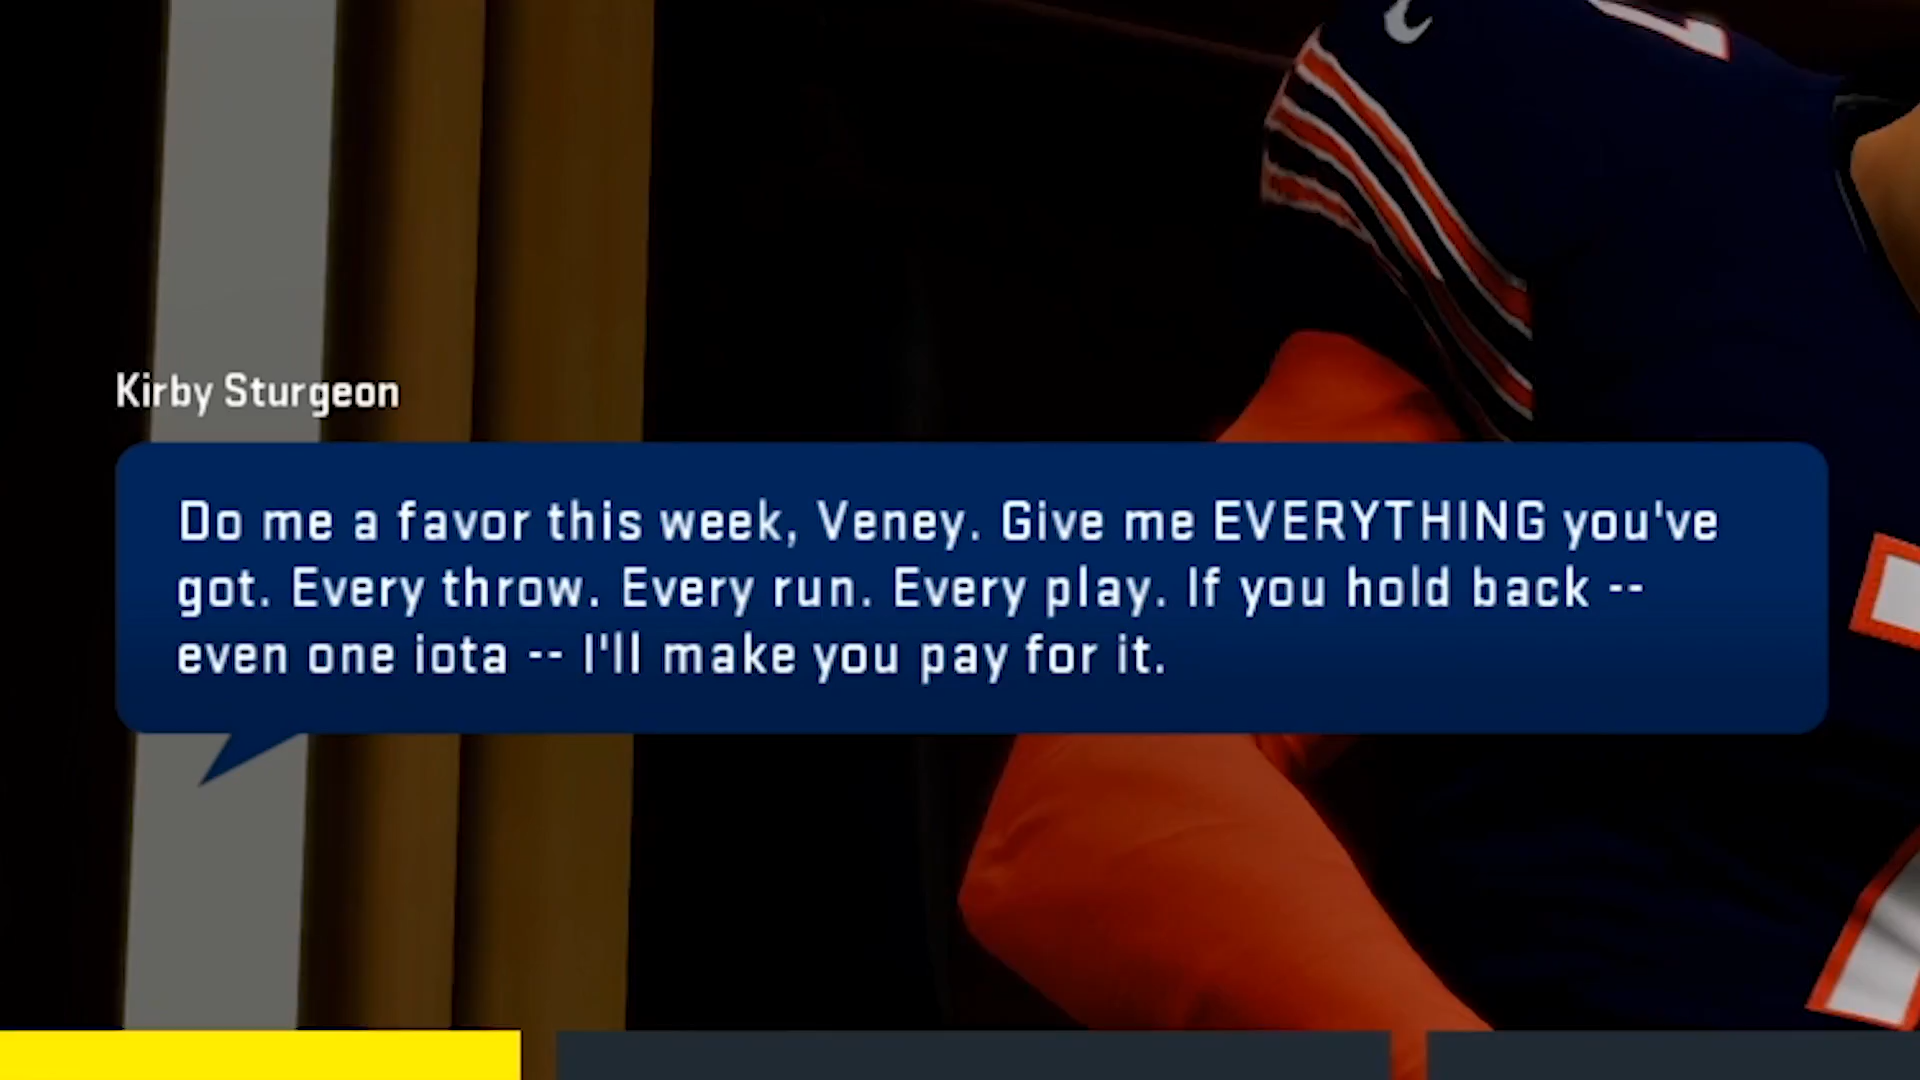 Kirby Sturgeon
Do me a favor this week, Veney. Give me EVERYTHING you've
got. Every throw. Every run. Every play. If you hold back --
even one iota -- I'll make you pay for it.